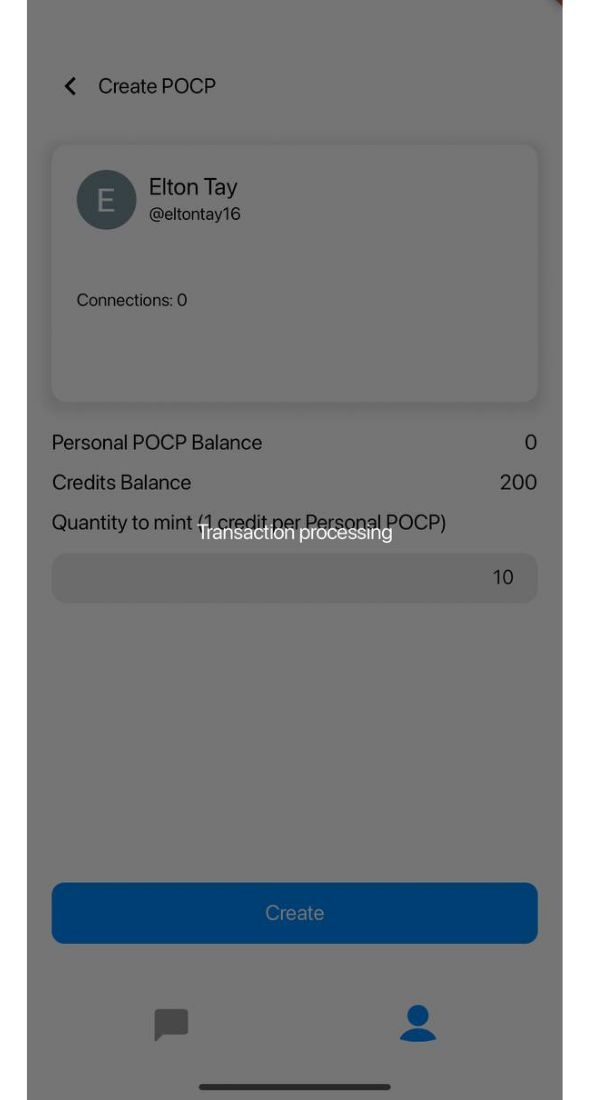 Create POCP
E
Elton Tay
@eltontay16
Connections: 0
Personal POCP Balance 0
Credits Balance 200
Quantity to mint (1 credit per Personal POCP)
Transaction processing
10
Create